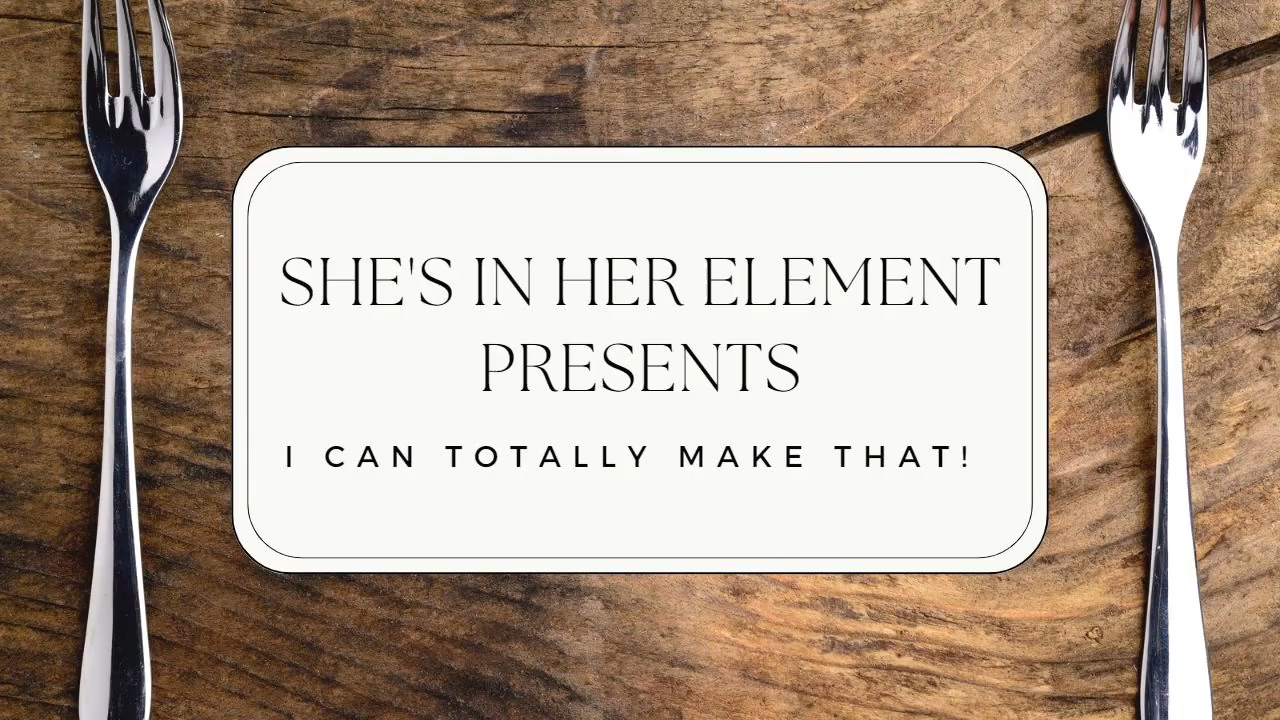 SHE'S IN HER ELEMENT
PRESENTS
I CAN TOTALLY MAKE THAT!